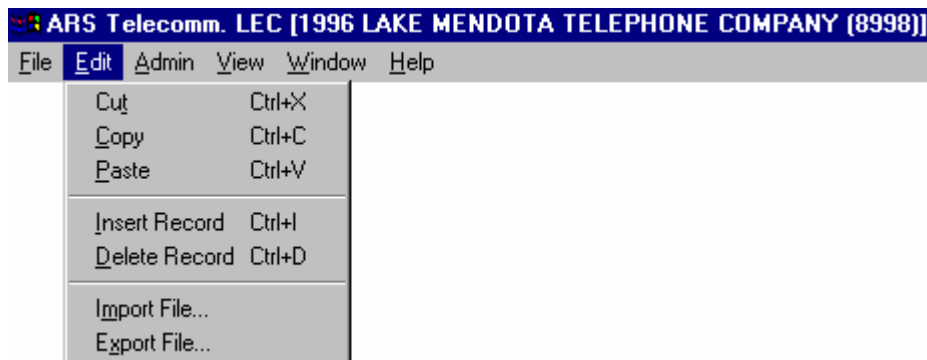 ARS Telecomm. LEC [1996 LAKE MENDOTA TELEPHONE COMPANY (8998)]
File Edit Admin View Window Help
Cut Ctrl+X
Copy Ctrl+C
Paste Ctrl+V
Insert Record Ctrl+I
Delete Record Ctrl+D
Import File...
Export File...